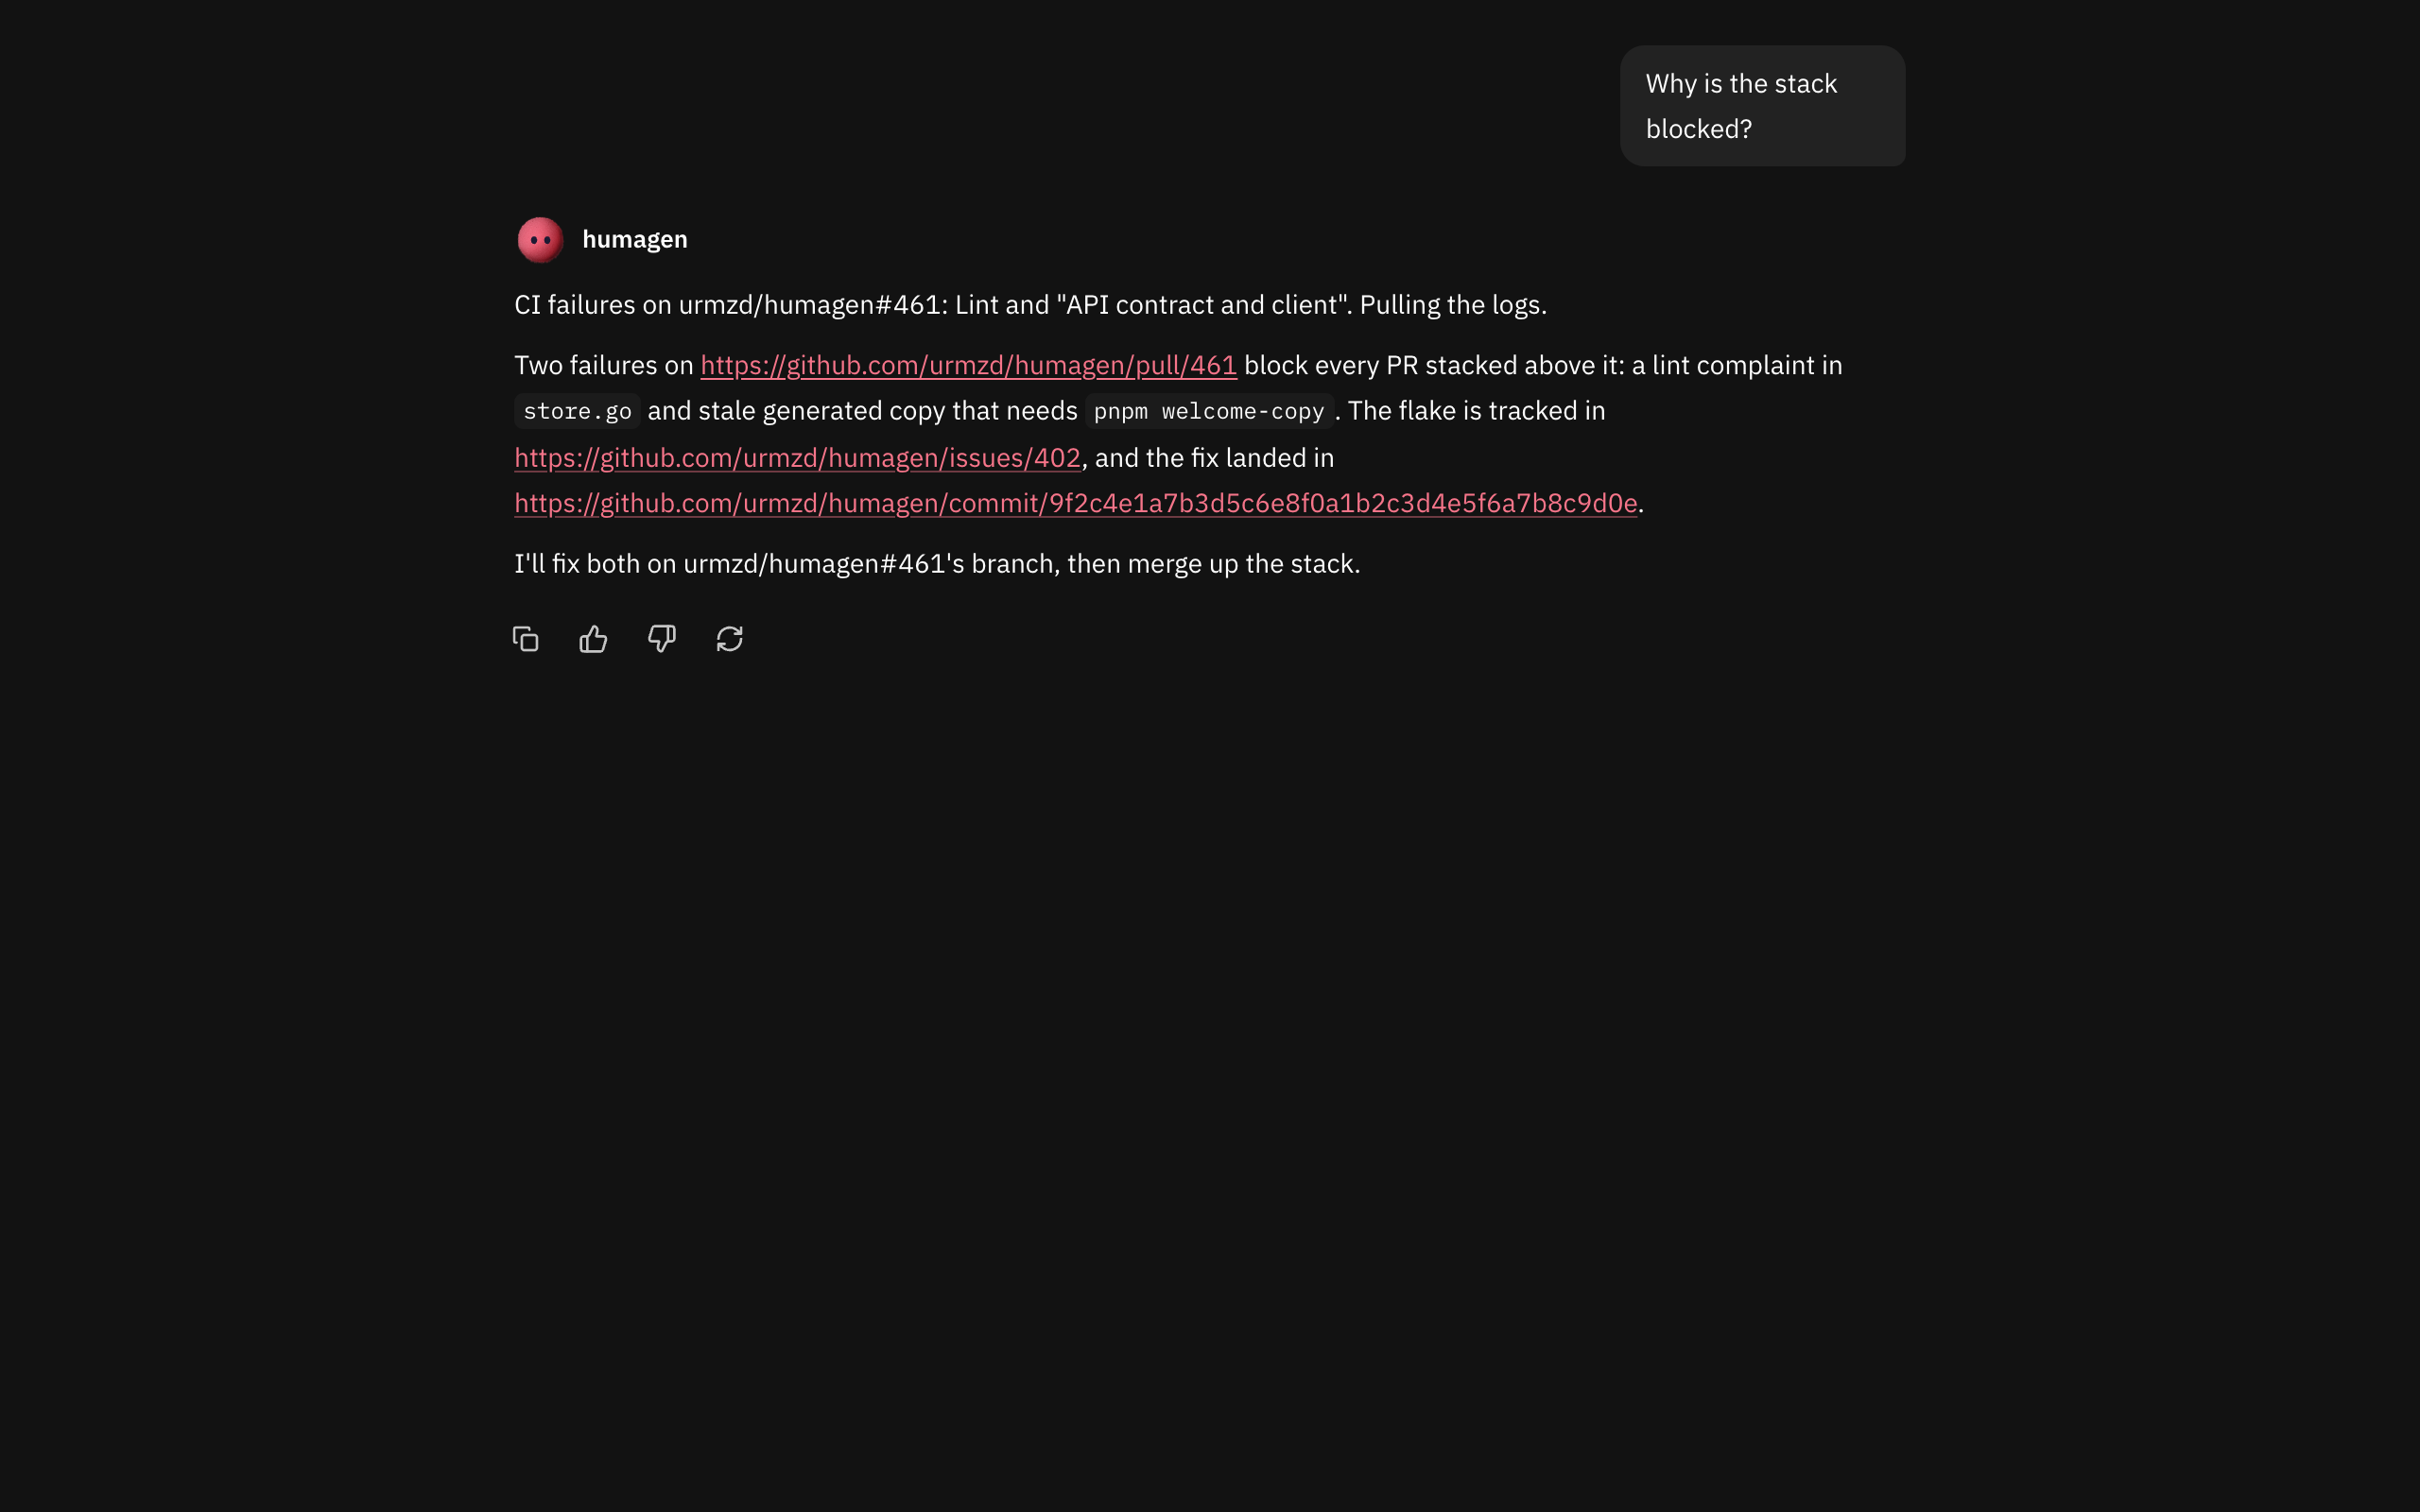 Why is the stack
blocked?
humagen
CI failures on urmzd/humagen#461: Lint and "API contract and client". Pulling the logs.
Two failures on https://github.com/urmzd/humagen/pull/461 block every PR stacked above it: a lint complaint in
store.go and stale generated copy that needs pnpm welcome-copy. The flake is tracked in
https://github.com/urmzd/humagen/issues/402, and the fix landed in
https://github.com/urmzd/humagen/commit/9f2c4e1a7b3d5c6e8f0a1b2c3d4e5f6a7b8c9d0e.
I'll fix both on urmzd/humagen#461's branch, then merge up the stack.